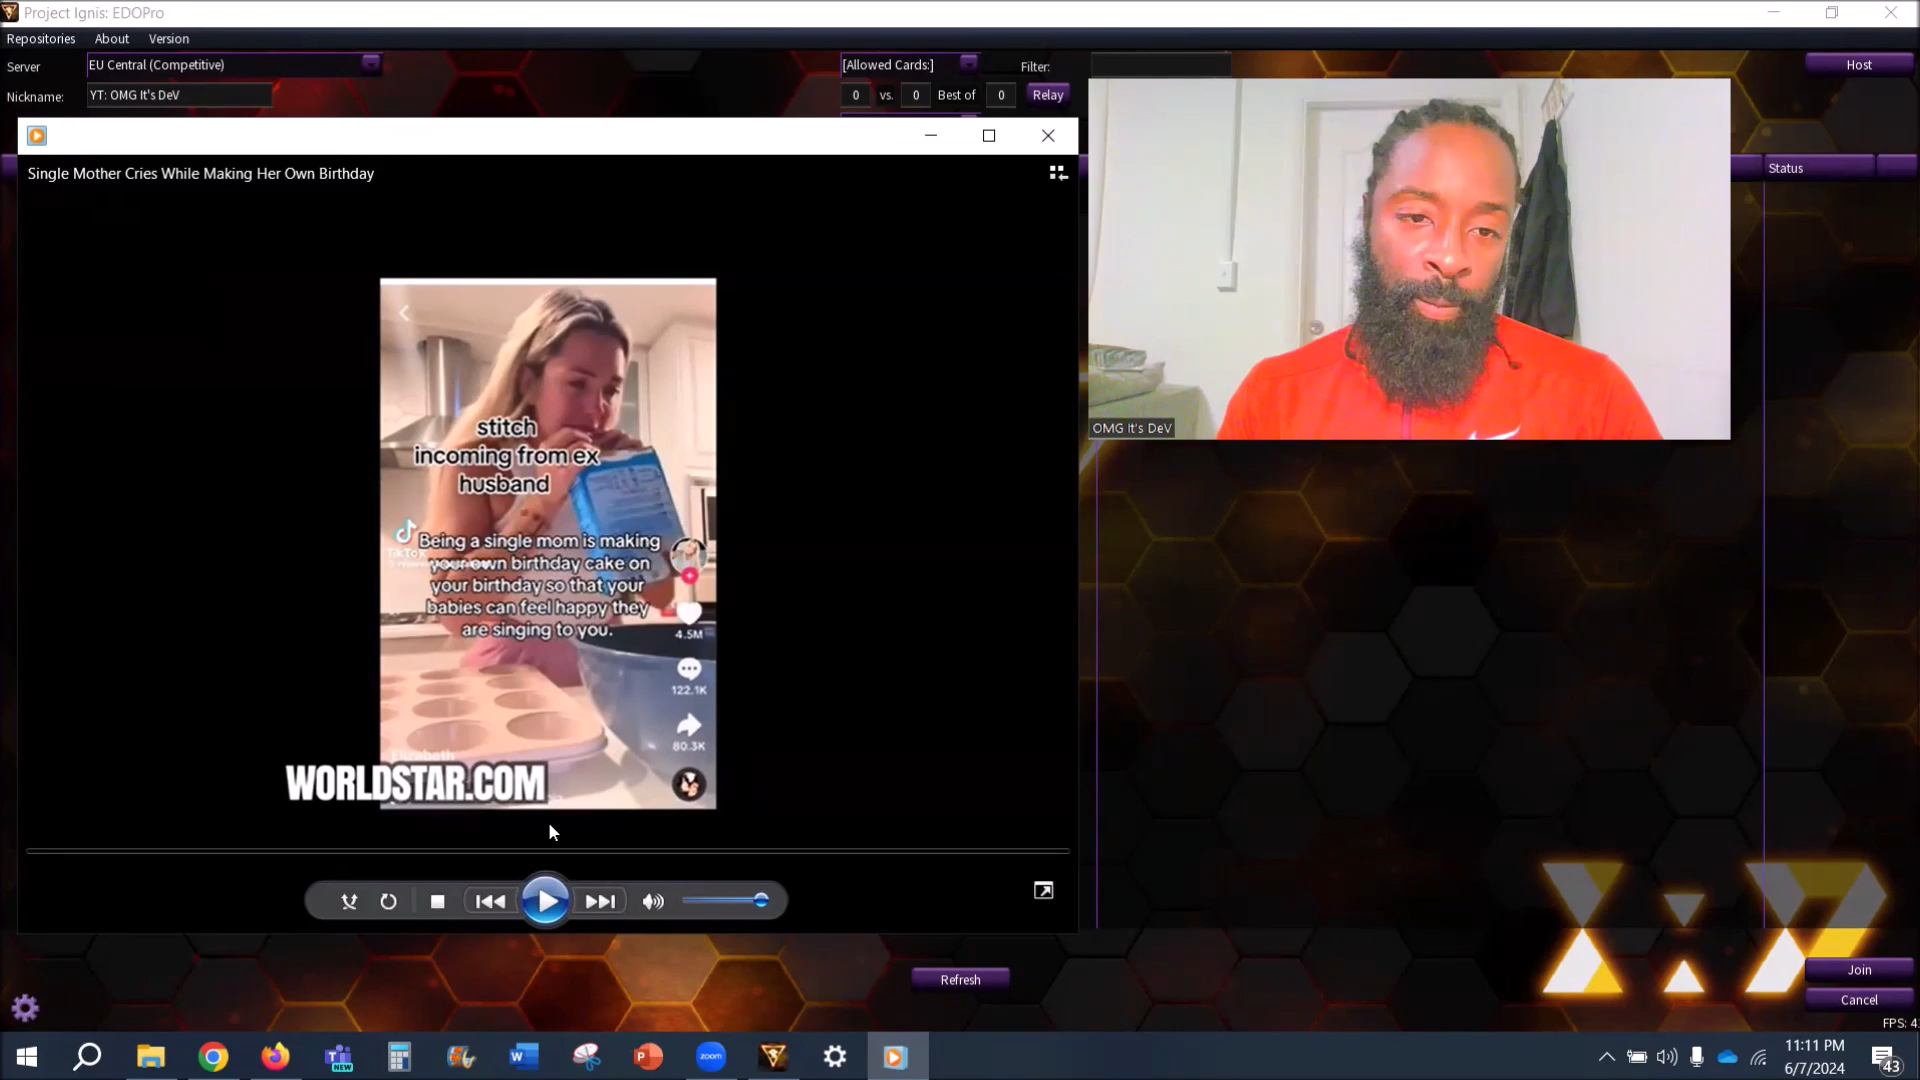 Project Ignis: EDOPro
Repositories About Version
Server EU Central (Competitive) [Allowed Cards:] Filter: Host
Nickname: YT: OMG It's DeV 0 vs. 0 Best of 0 Relay
Single Mother Cries While Making Her Own Birthday
Status
stitch
incoming from ex
husband
OMG It's DeV
Being a single mom is making
your own birthday cake on
your birthday so that your
babies can feel happy they
are singing to you.
TikTok
4.5M
122.1K
80.3K
Elizabeth
WORLDSTAR.COM
Refresh
Join
Cancel
FPS: 4
NEW
zoom
11:11 PM
6/7/2024
43